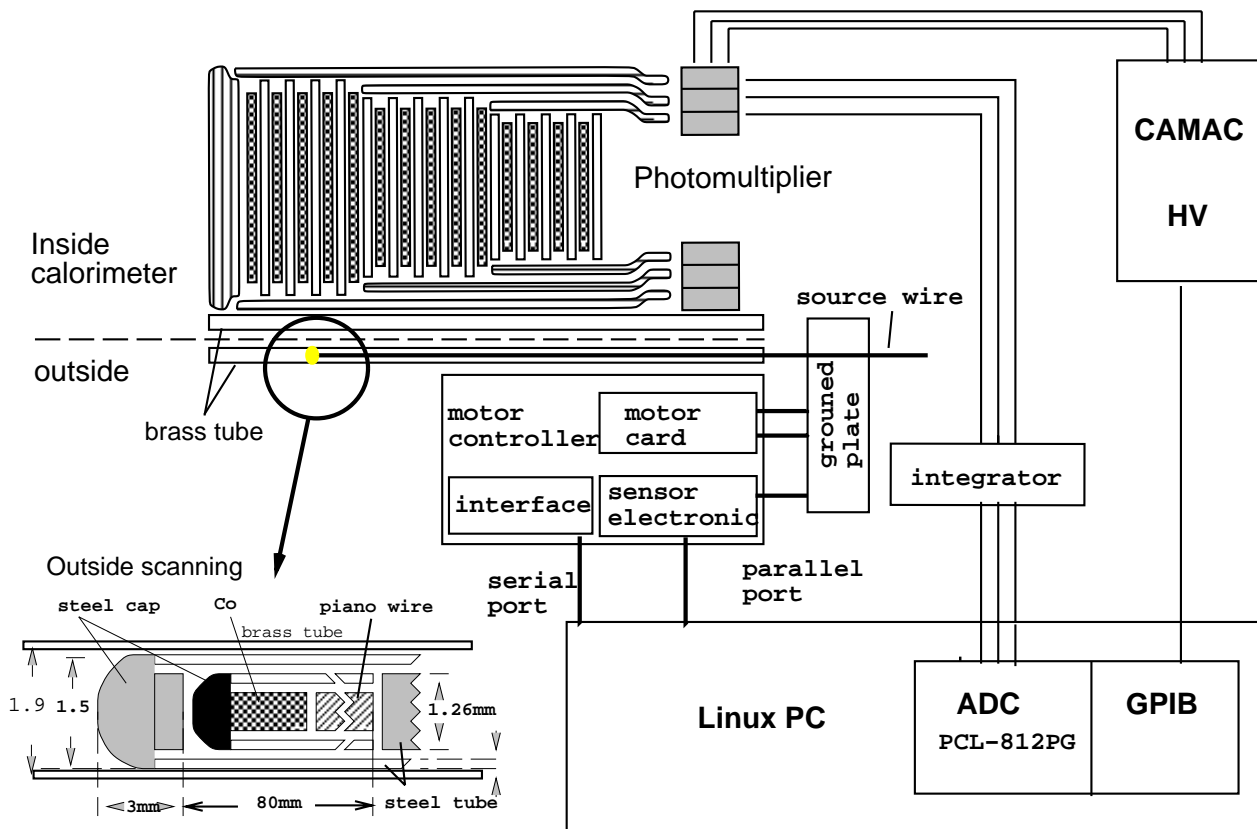 CAMAC
HV
Photomultiplier
Inside
calorimeter
source wire
outside
brass tube
motor
controller
motor
card
grouned
plate
interface
sensor
electronic
integrator
serial
port
parallel
port
Outside scanning
steel cap
Co
piano wire
brass tube
1.9
1.5
1.26mm
3mm
80mm
steel tube
Linux PC
ADC
PCL-812PG
GPIB